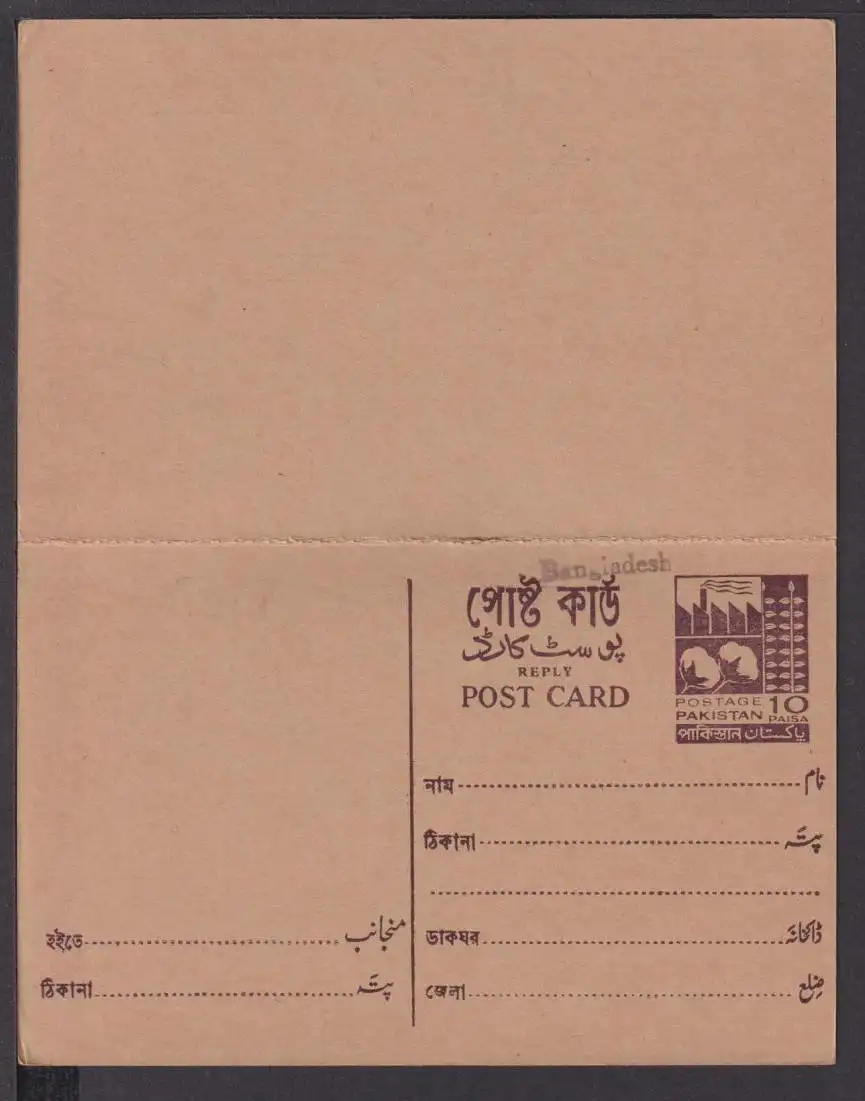 Bangladesh
পোষ্ট কার্ড
پوسٹ کارڈ
REPLY
POST CARD
POSTAGE 10
PAKISTAN PAISA
পাকিস্তান پاکستان
নাম نام
ঠিকানা پتہ
হইতে منجانب
ডাকঘর ڈاکخانہ
ঠিকানা پتہ
জেলা ضلع